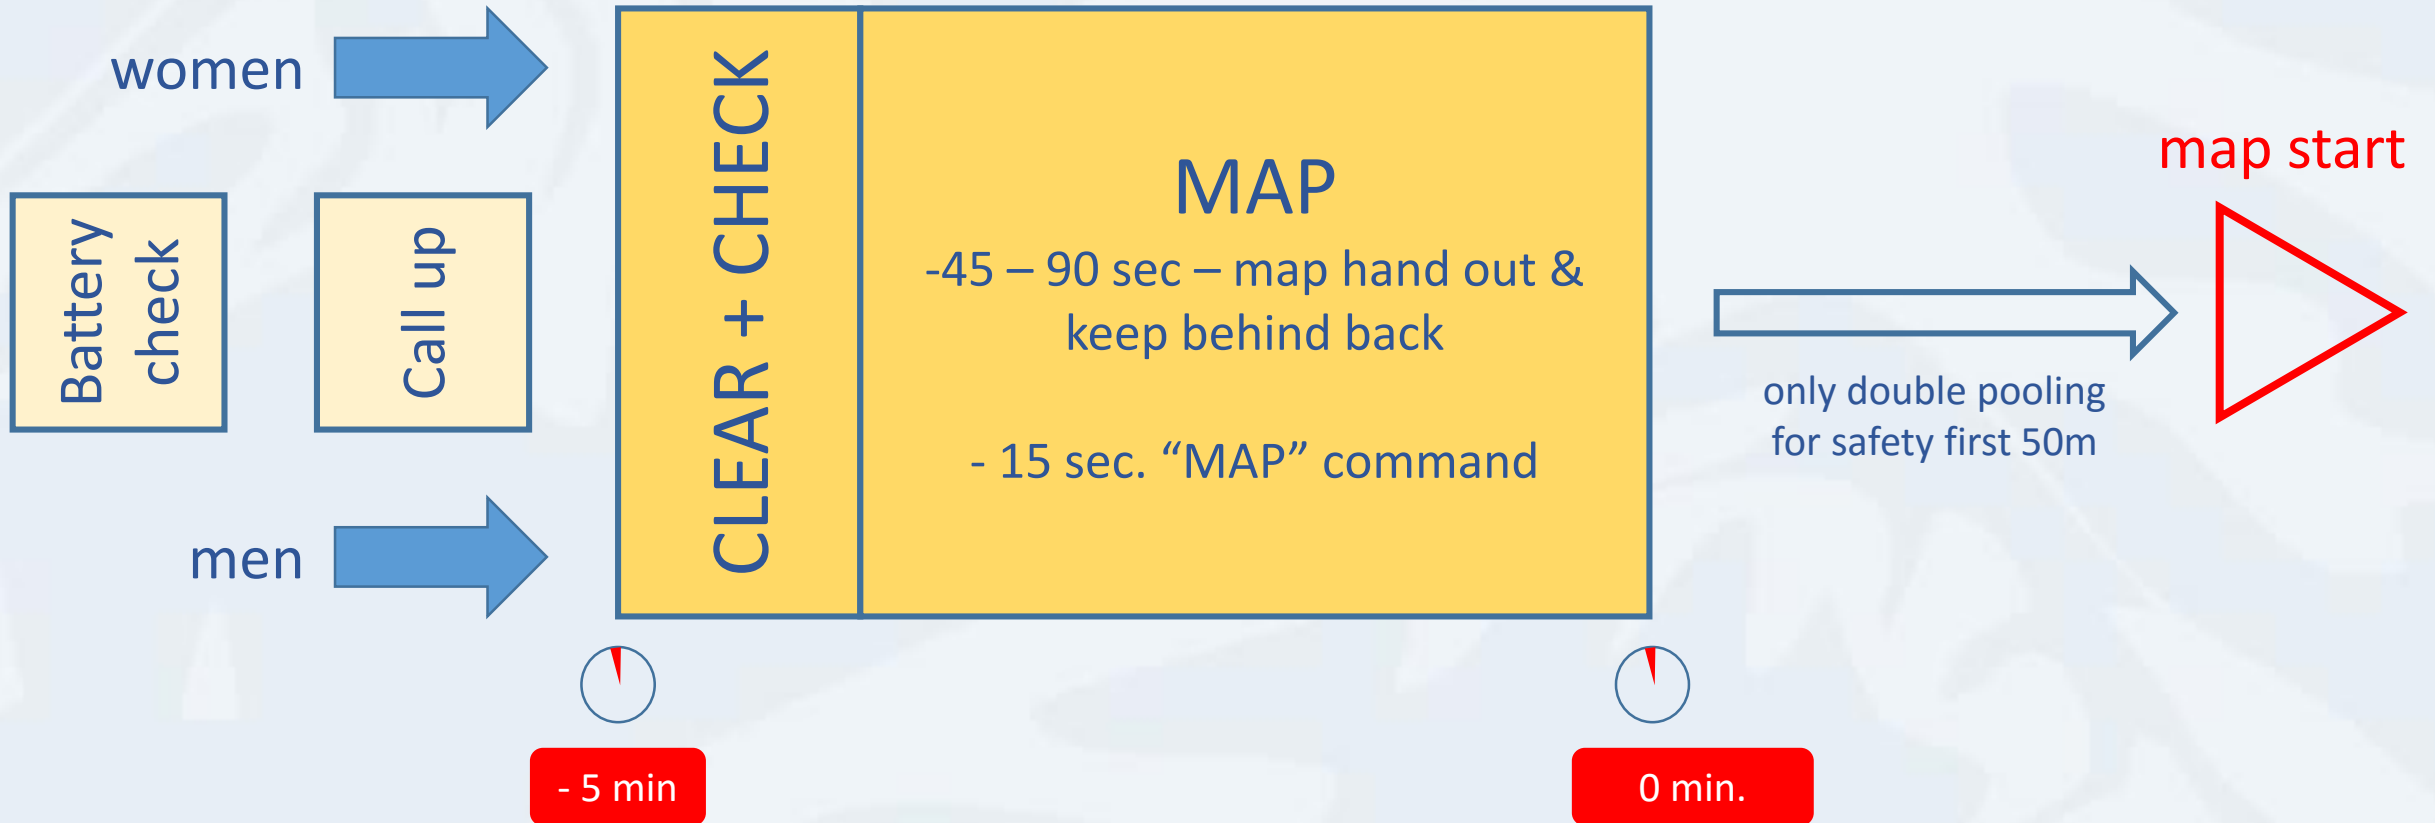 women
Battery
check
Call up
men
CLEAR + CHECK
MAP
-45 – 90 sec – map hand out &
keep behind back
- 15 sec. “MAP” command
only double pooling
for safety first 50m
map start
- 5 min
0 min.